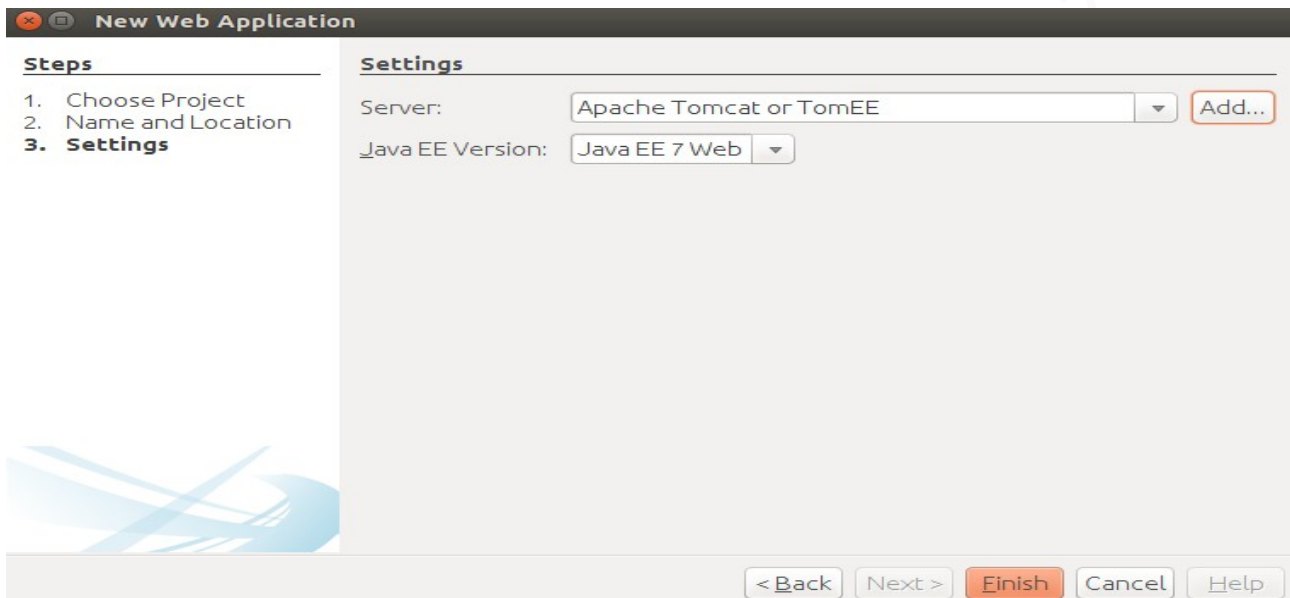 New Web Application
Steps
1. Choose Project
2. Name and Location
3. Settings
Settings
Server: Apache Tomcat or TomEE Add...
Java EE Version: Java EE 7 Web
< Back Next > Finish Cancel Help